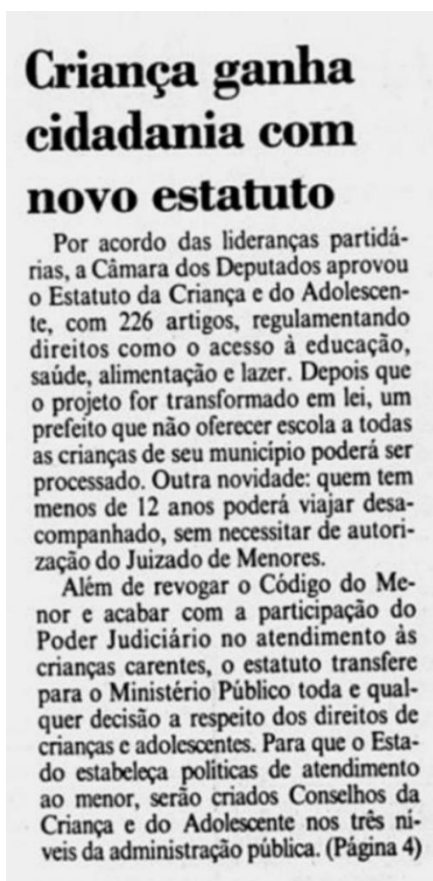 Criança ganha
cidadania com
novo estatuto
Por acordo das lideranças partidá-
rias, a Câmara dos Deputados aprovou
o Estatuto da Criança e do Adolescen-
te, com 226 artigos, regulamentando
direitos como o acesso à educação,
saúde, alimentação e lazer. Depois que
o projeto for transformado em lei, um
prefeito que não oferecer escola a todas
as crianças de seu município poderá ser
processado. Outra novidade: quem tem
menos de 12 anos poderá viajar desa-
companhado, sem necessitar de autori-
zação do Juizado de Menores.
Além de revogar o Código do Me-
nor e acabar com a participação do
Poder Judiciário no atendimento às
crianças carentes, o estatuto transfere
para o Ministério Público toda e qual-
quer decisão a respeito dos direitos de
crianças e adolescentes. Para que o Esta-
do estabeleça políticas de atendimento
ao menor, serão criados Conselhos da
Criança e do Adolescente nos três ní-
veis da administração pública. (Página 4)